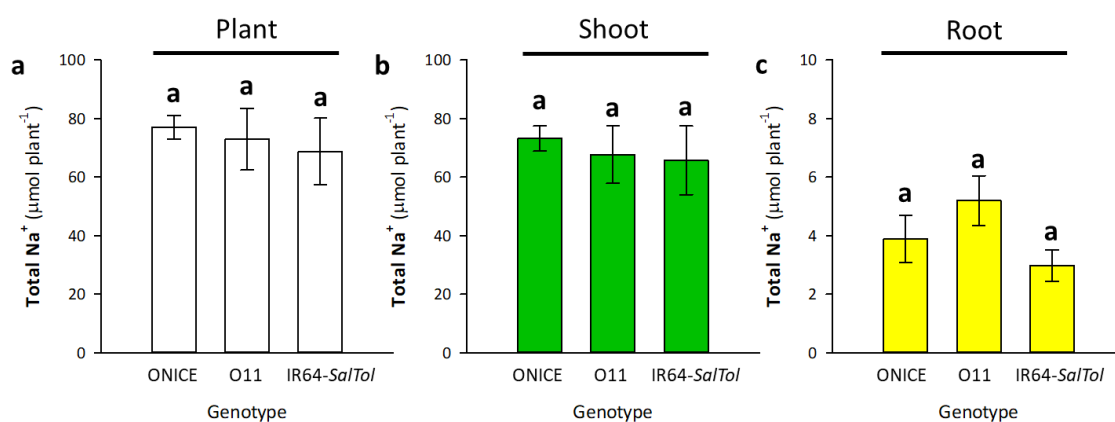 Plant
a
Total Na⁺ (µmol plant⁻¹)
100
80
60
40
20
0
a
a
a
ONICE
O11
IR64-SalTol
Genotype
Shoot
b
Total Na⁺ (µmol plant⁻¹)
100
80
60
40
20
0
a
a
a
ONICE
O11
IR64-SalTol
Genotype
Root
c
Total Na⁺ (µmol plant⁻¹)
10
8
6
4
2
0
a
a
a
ONICE
O11
IR64-SalTol
Genotype